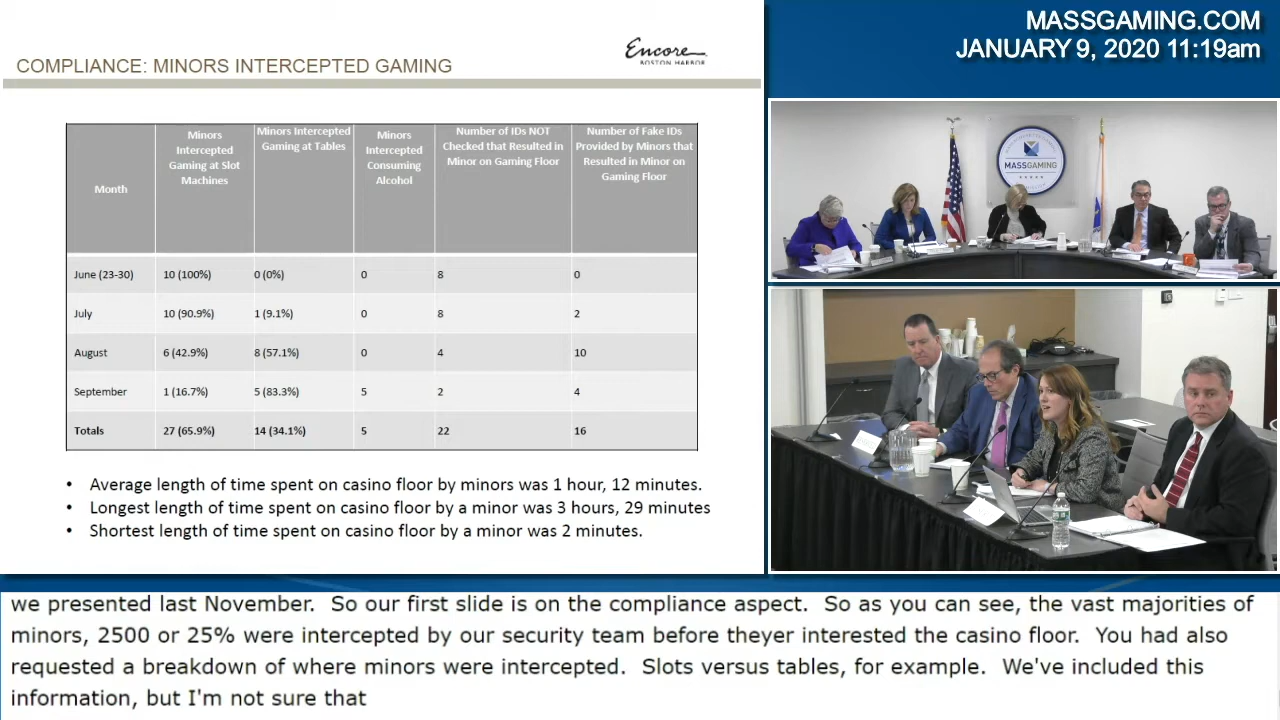 MASSGAMING.COM
JANUARY 9, 2020 11:19am
Encore
BOSTON HARBOR
COMPLIANCE: MINORS INTERCEPTED GAMING
Month
Minors
Intercepted
Gaming at Slot
Machines
Minors Intercepted
Gaming at Tables
Minors
Intercepted
Consuming
Alcohol
Number of IDs NOT
Checked that Resulted in
Minor on Gaming Floor
Number of Fake IDs
Provided by Minors that
Resulted in Minor on
Gaming Floor
June (23-30) 10 (100%) 0 (0%) 0 8 0
July 10 (90.9%) 1 (9.1%) 0 8 2
August 6 (42.9%) 8 (57.1%) 0 4 10
September 1 (16.7%) 5 (83.3%) 5 2 4
Totals 27 (65.9%) 14 (34.1%) 5 22 16
• Average length of time spent on casino floor by minors was 1 hour, 12 minutes.
• Longest length of time spent on casino floor by a minor was 3 hours, 29 minutes
• Shortest length of time spent on casino floor by a minor was 2 minutes.
MASSGAMING
we presented last November. So our first slide is on the compliance aspect. So as you can see, the vast majorities of
minors, 2500 or 25% were intercepted by our security team before theyer interested the casino floor. You had also
requested a breakdown of where minors were intercepted. Slots versus tables, for example. We've included this
information, but I'm not sure that